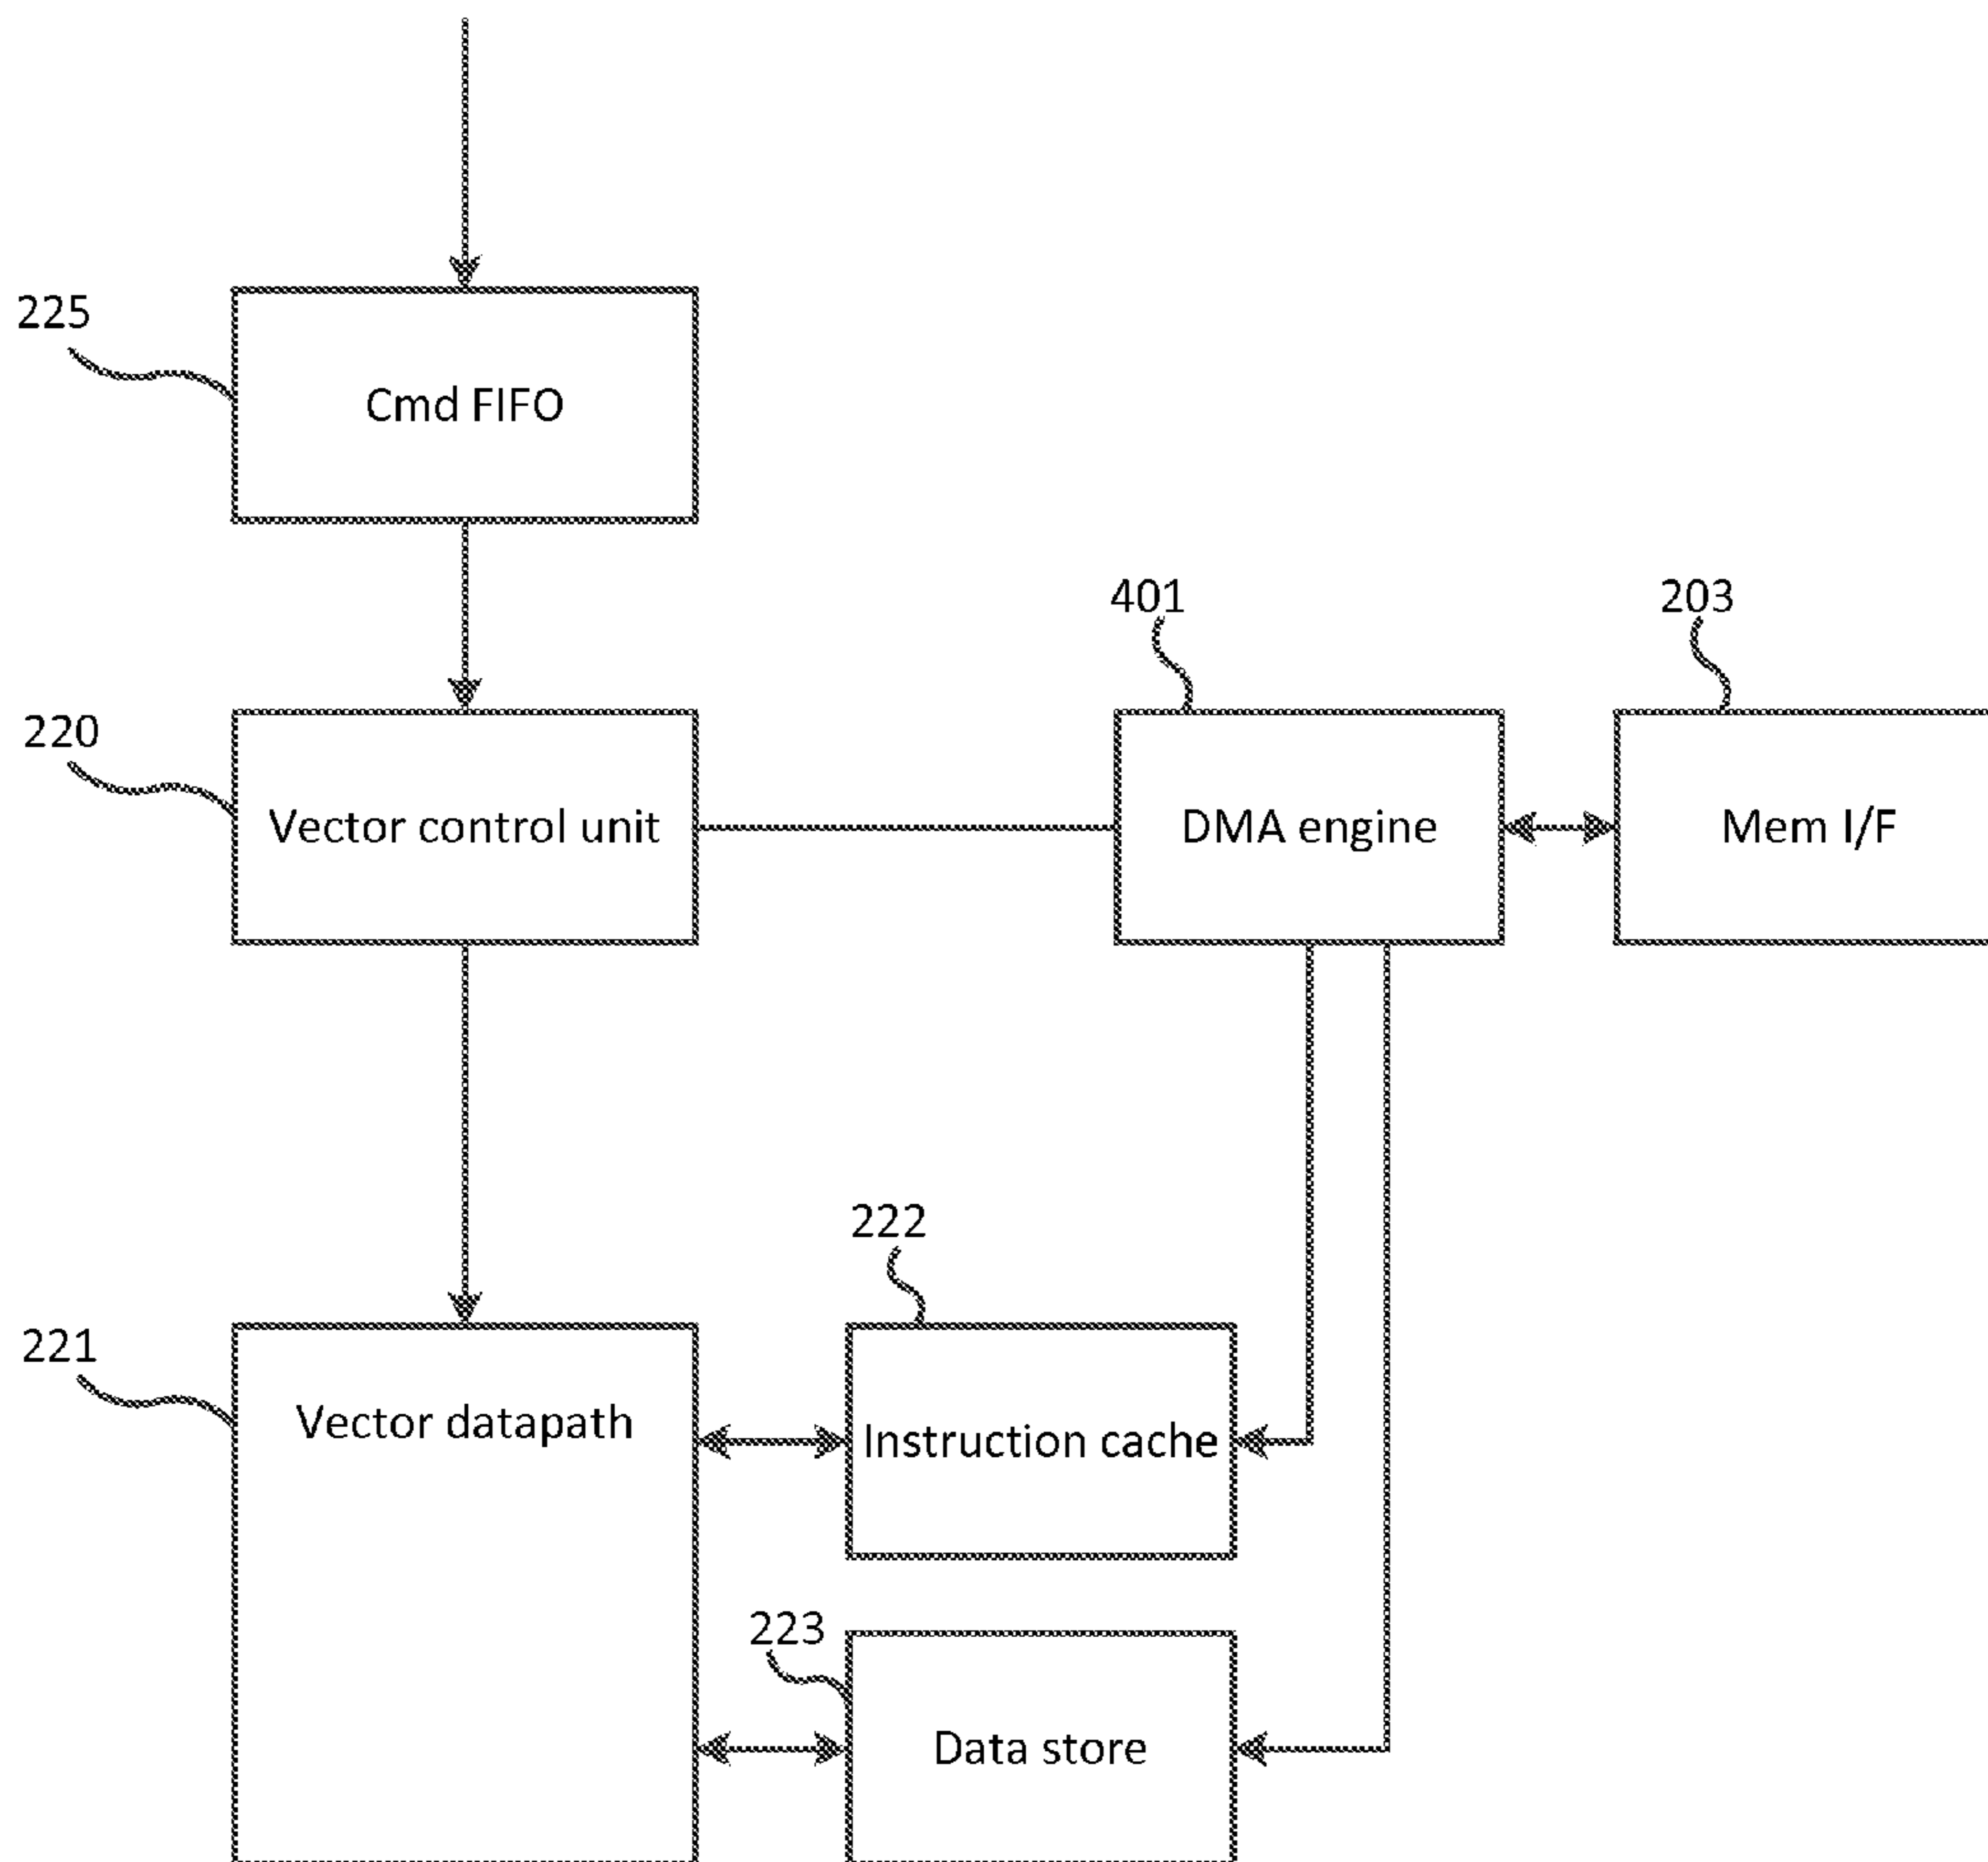 225
Cmd FIFO
401
203
220
Vector control unit
DMA engine
Mem I/F
222
221
Vector datapath
Instruction cache
223
Data store